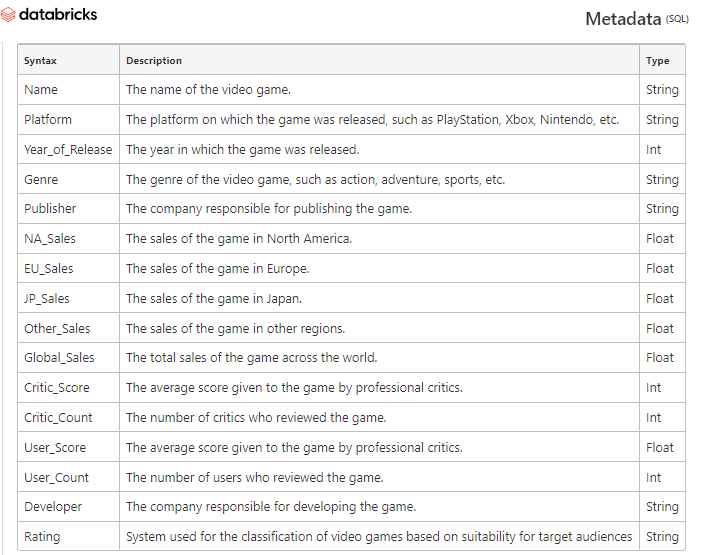 databricks
Metadata (SQL)
Syntax Description Type
Name The name of the video game. String
Platform The platform on which the game was released, such as PlayStation, Xbox, Nintendo, etc. String
Year_of_Release The year in which the game was released. Int
Genre The genre of the video game, such as action, adventure, sports, etc. String
Publisher The company responsible for publishing the game. String
NA_Sales The sales of the game in North America. Float
EU_Sales The sales of the game in Europe. Float
JP_Sales The sales of the game in Japan. Float
Other_Sales The sales of the game in other regions. Float
Global_Sales The total sales of the game across the world. Float
Critic_Score The average score given to the game by professional critics. Int
Critic_Count The number of critics who reviewed the game. Int
User_Score The average score given to the game by professional critics. Float
User_Count The number of users who reviewed the game. Int
Developer The company responsible for developing the game. String
Rating System used for the classification of video games based on suitability for target audiences String